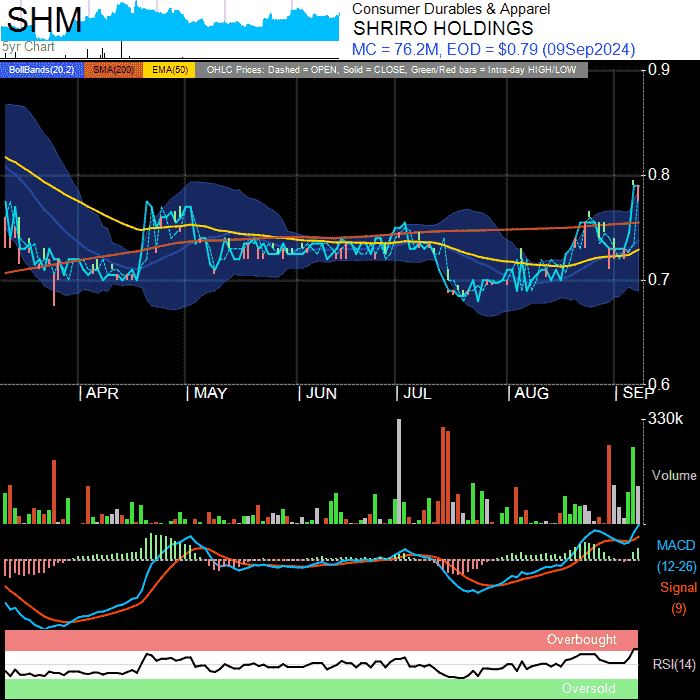 SHM
5yr Chart
Consumer Durables & Apparel
SHRIRO HOLDINGS
MC = 76.2M, EOD = $0.79 (09Sep2024)
BollBands(20,2) SMA(200) EMA(50) OHLC Prices: Dashed = OPEN, Solid = CLOSE, Green/Red bars = Intra-day HIGH/LOW
0.9
0.8
0.7
0.6
| APR | MAY | JUN | JUL | AUG | SEP
330k
Volume
MACD
(12-26)
Signal
(9)
Overbought
RSI(14)
Oversold